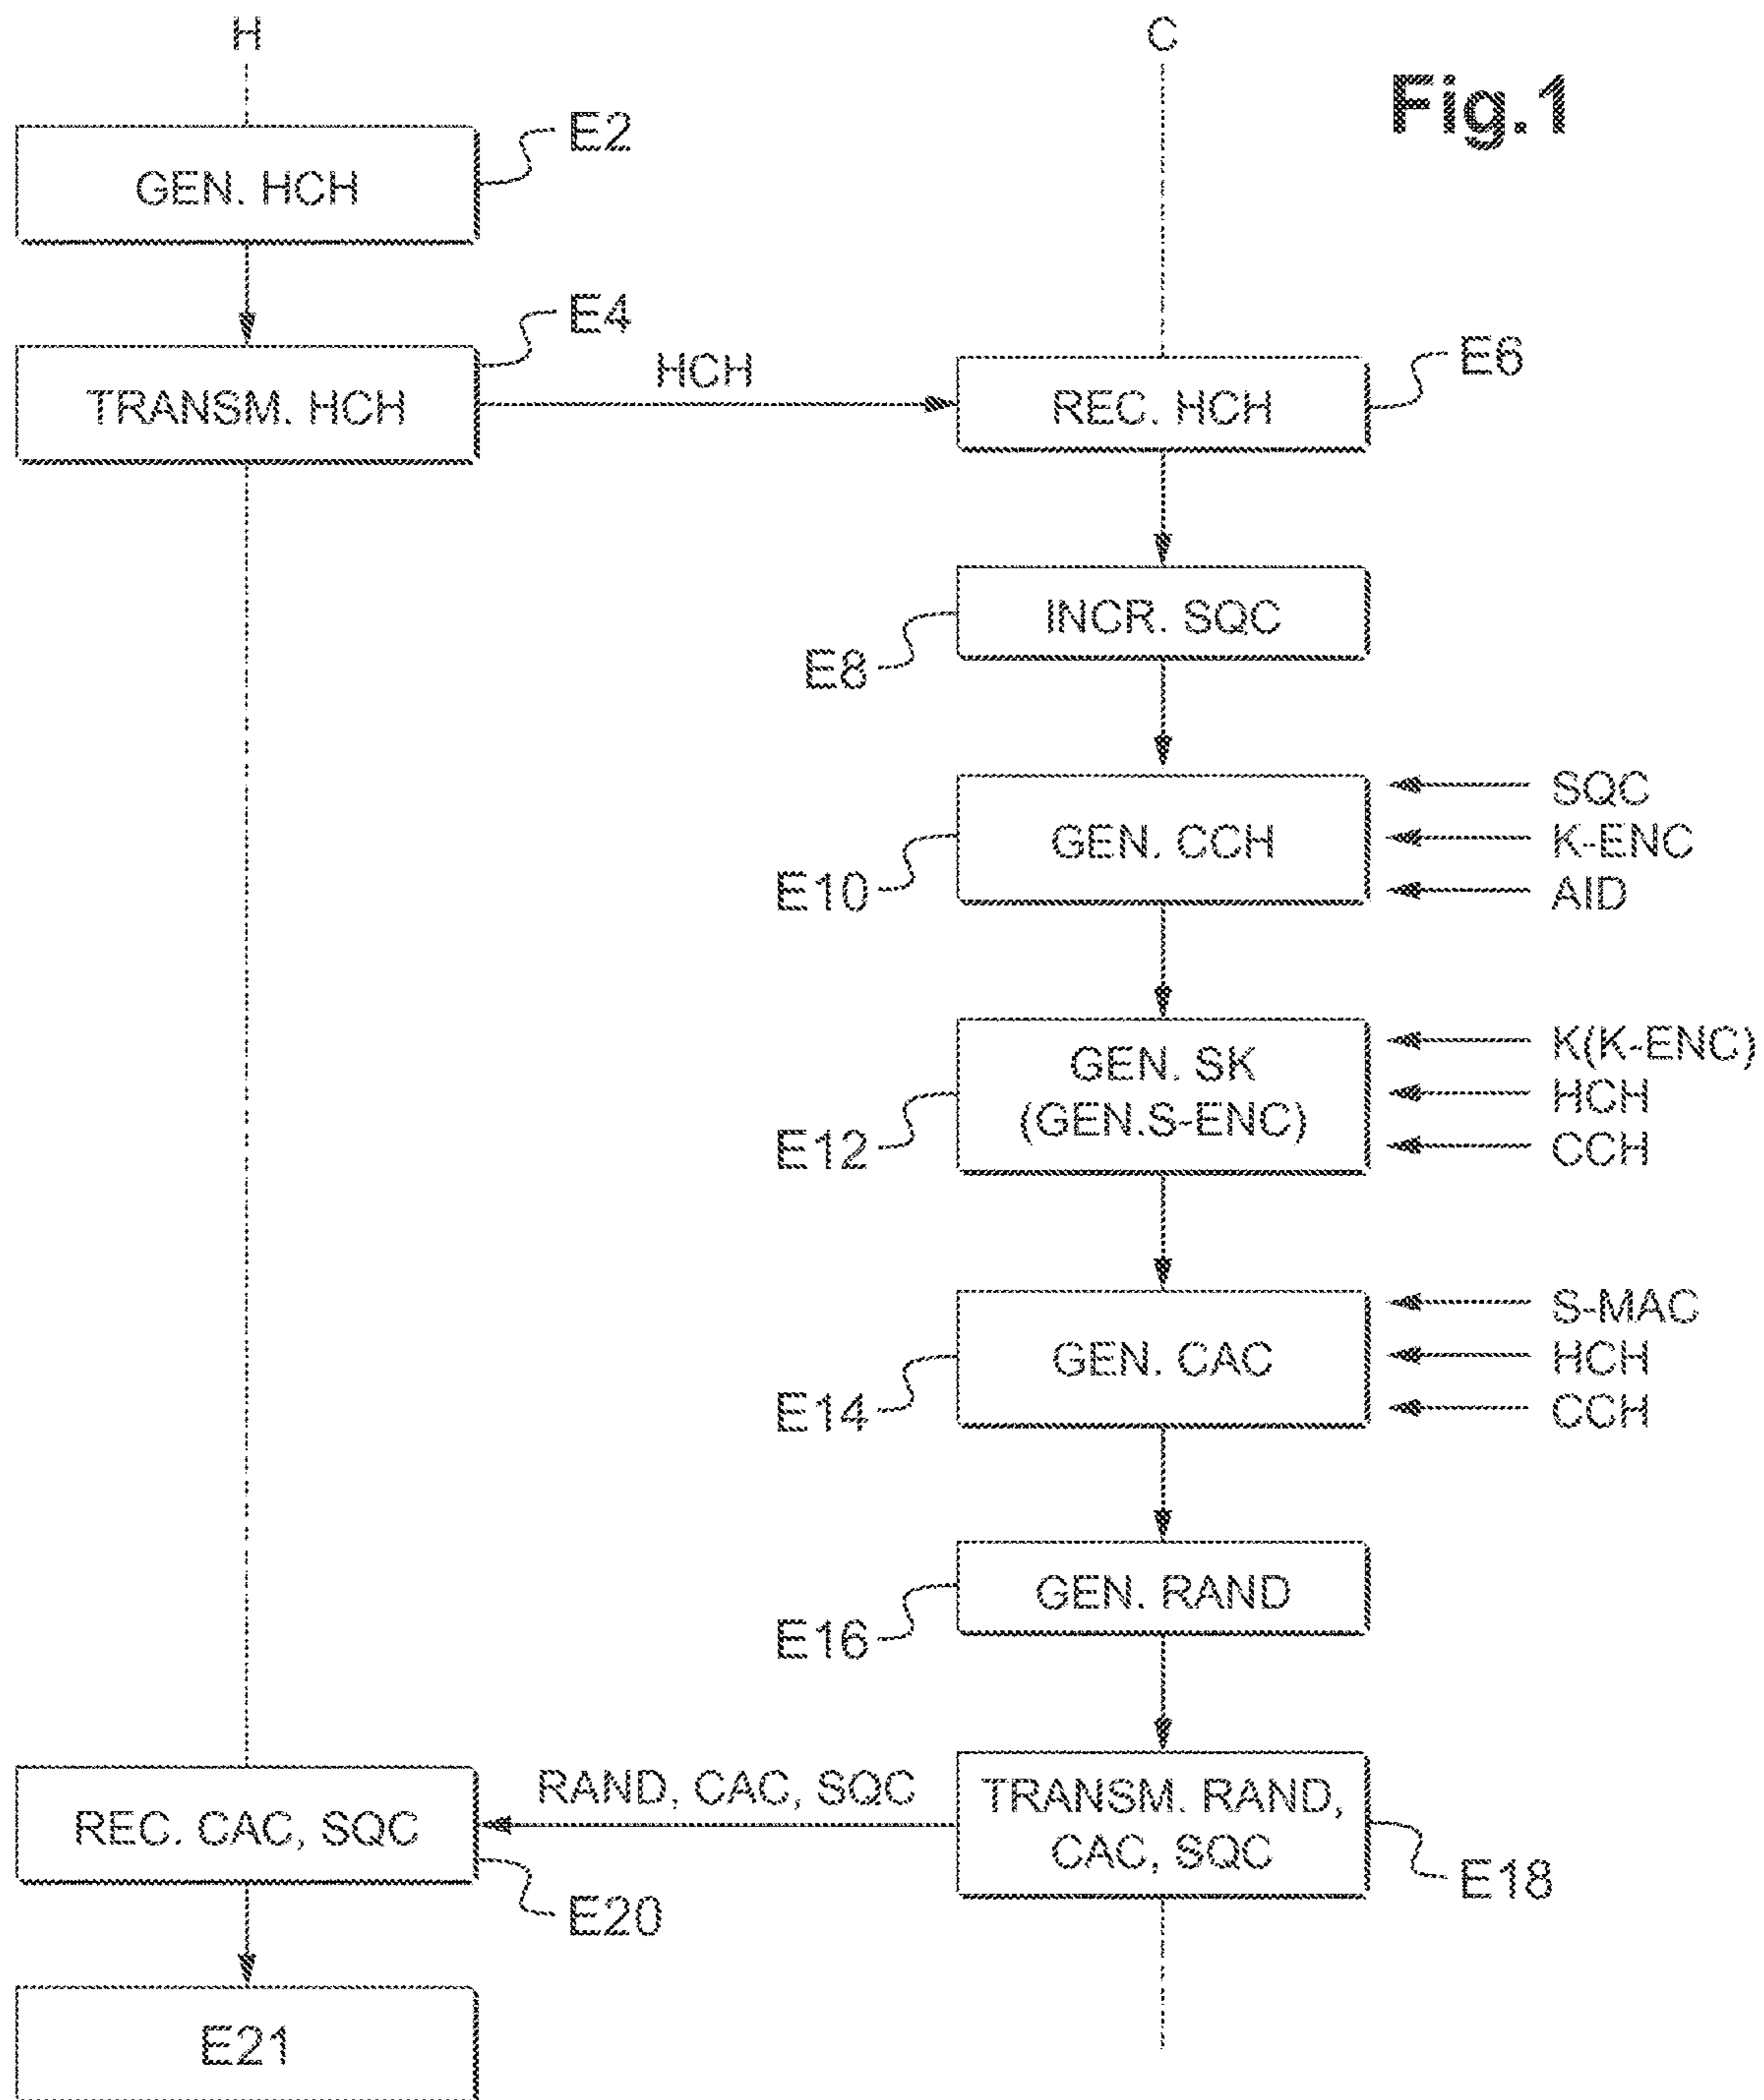 H
C
Fig.1
GEN. HCH
E2
TRANSM. HCH
E4
HCH
REC. HCH
E6
INCR. SQC
E8
GEN. CCH
E10
SQC
K-ENC
AID
GEN. SK
(GEN.S-ENC)
E12
K(K-ENC)
HCH
CCH
GEN. CAC
E14
S-MAC
HCH
CCH
GEN. RAND
E16
REC. CAC, SQC
E20
RAND, CAC, SQC
TRANSM. RAND,
CAC, SQC
E18
E21